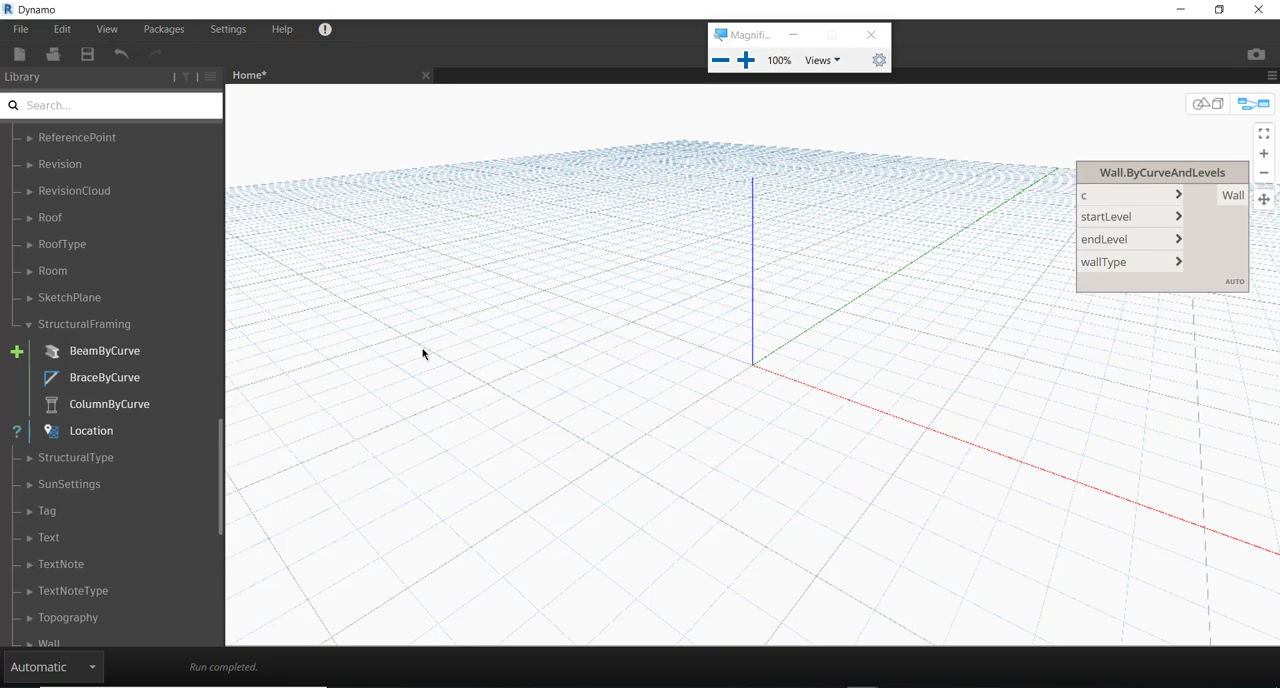 Dynamo
File Edit View Packages Settings Help
Magnifi...
100% Views
Library
Home*
Search...
ReferencePoint
Revision
RevisionCloud
Roof
RoofType
Room
SketchPlane
StructuralFraming
BeamByCurve
BraceByCurve
ColumnByCurve
Location
StructuralType
SunSettings
Tag
Text
TextNote
TextNoteType
Topography
Wall
Wall.ByCurveAndLevels
c > Wall
startLevel >
endLevel >
wallType >
AUTO
Automatic
Run completed.